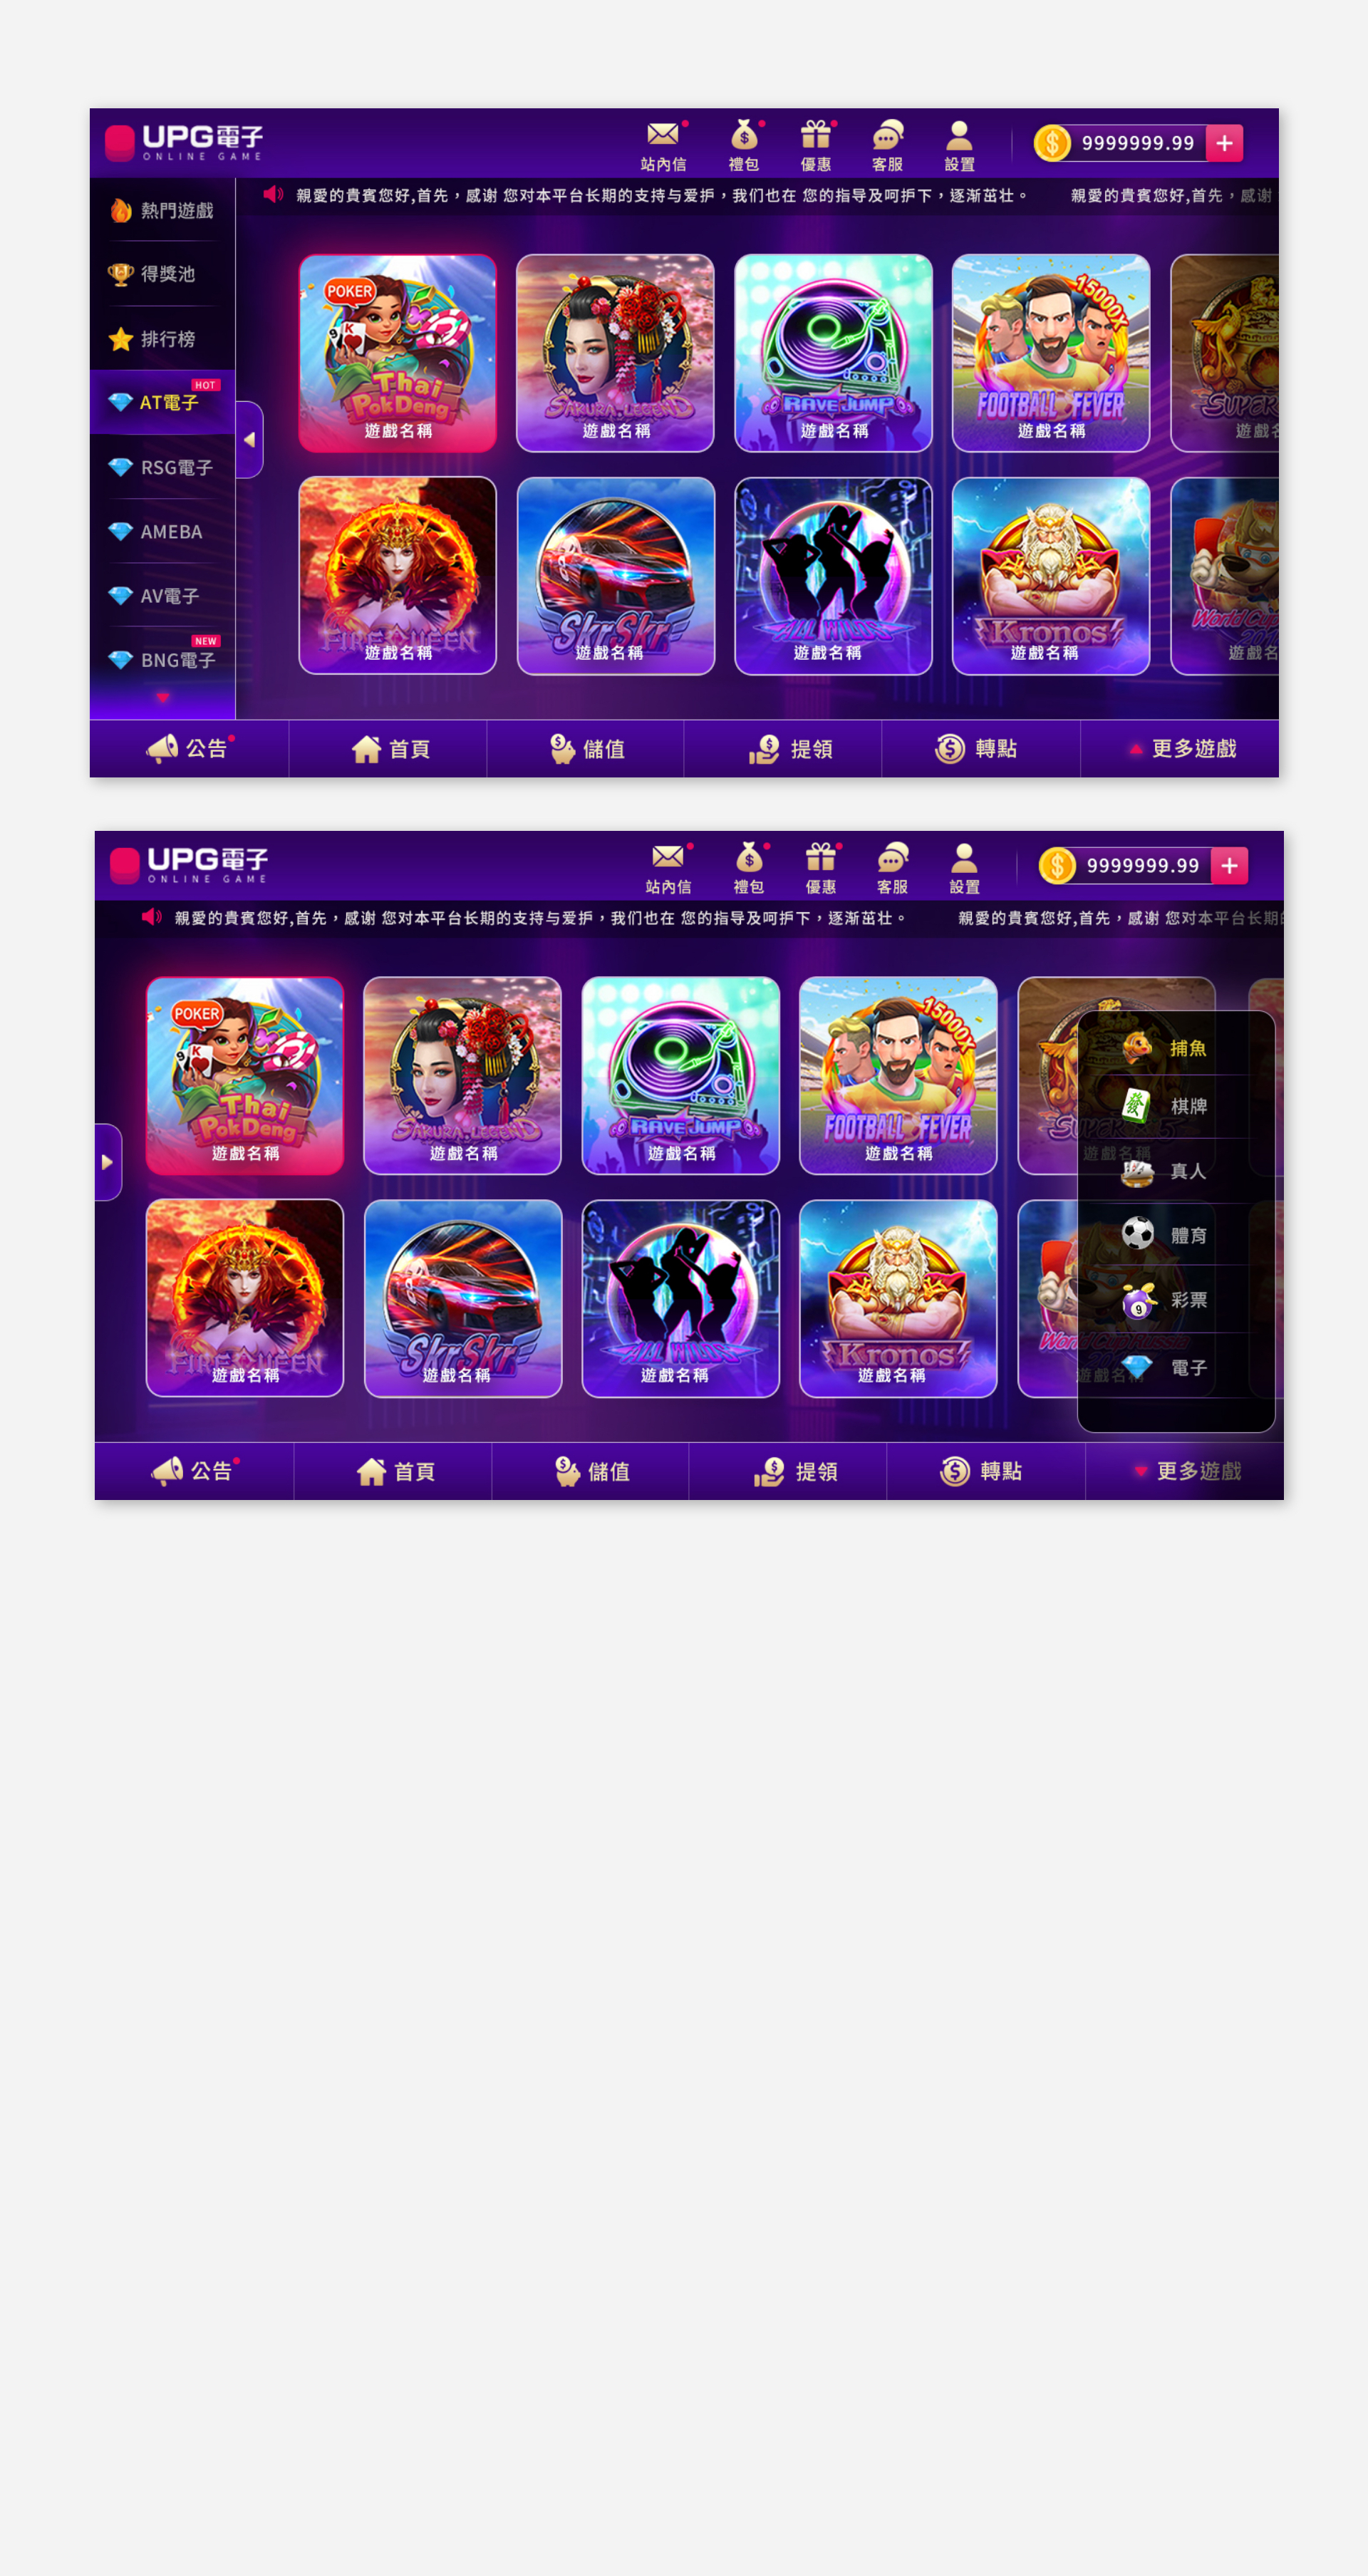 UPG電子
ONLINE GAME
站內信
禮包
優惠
客服
設置
9999999.99
親愛的貴賓您好,首先，感谢 您对本平台长期的支持与爱护，我们也在 您的指导及呵护下，逐渐茁壮。
親愛的貴賓您好,首先，感谢
熱門遊戲
得獎池
排行榜
HOT
AT電子
RSG電子
AMEBA
AV電子
NEW
BNG電子
POKER
9 K
Thai
PokDeng
遊戲名稱
SAKURA LEGEND
遊戲名稱
RAVE JUMP
遊戲名稱
15000X
FOOTBALL FEVER
遊戲名稱
SUPER
遊戲名
FIRE QUEEN
遊戲名稱
SkrSkr
遊戲名稱
ALL WILDS
遊戲名稱
Kronos
遊戲名稱
World Cup
遊戲名
公告
首頁
儲值
提領
轉點
更多遊戲
UPG電子
ONLINE GAME
站內信
禮包
優惠
客服
設置
9999999.99
親愛的貴賓您好,首先，感谢 您对本平台长期的支持与爱护，我们也在 您的指导及呵护下，逐渐茁壮。
親愛的貴賓您好,首先，感谢 您对本平台长期
POKER
9 K
Thai
PokDeng
遊戲名稱
SAKURA LEGEND
遊戲名稱
RAVE JUMP
遊戲名稱
15000X
FOOTBALL FEVER
遊戲名稱
SUPER 5
遊戲名稱
FIRE QUEEN
遊戲名稱
SkrSkr
遊戲名稱
ALL WILDS
遊戲名稱
Kronos
遊戲名稱
World Cup Russia
遊戲名稱
捕魚
發
棋牌
真人
體育
9
彩票
電子
公告
首頁
儲值
提領
轉點
更多遊戲